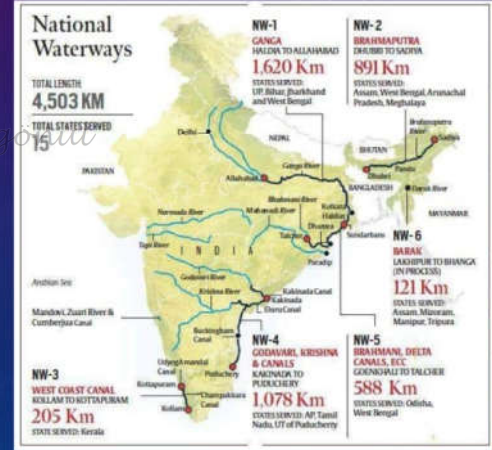 National
Waterways
TOTAL LENGTH
4,503 KM
TOTAL STATES SERVED
15
NW-1
GANGA
HALDIA TO ALLAHABAD
1,620 Km
STATES SERVED:
UP, Bihar, Jharkhand
and West Bengal
NW-2
BRAHMAPUTRA
DHUBRI TO SADIYA
891 Km
STATES SERVED:
Assam, West Bengal, Arunachal
Pradesh, Meghalaya
Brahmaputra
River
Sadiya
Delhi
NEPAL
BHUTAN
Pandu
Dhubri
PAKISTAN
Allahabad
Ganga River
BANGLADESH
Barak River
MAYANMAR
Narmada River
Bhahmani River
Mahanadi River
Kolkata
Haldia
Dhamra
Talcher
Sundarbans
Paradip
Tapi River
INDIA
NW-6
BARAK
LAKHIPUR TO BHANGA
(IN PROCESS)
121 Km
STATES SERVED:
Assam, Mizoram,
Manipur, Tripura
Arabian Sea
Godavari River
Krishna River
Kakinada Canal
Kakinada
Eluru Canal
Mandovi, Zuari River &
Cumberjua Canal
Buckingham
Canal
NW-4
GODAVARI, KRISHNA
& CANALS
KAKINADA TO
PUDUCHERY
1,078 Km
STATES SERVED: AP, Tamil
Nadu, UT of Puducherry
NW-5
BRAHMANI, DELTA
CANALS, ECC
GOENKHALI TO TALCHER
588 Km
STATES SERVED: Odisha,
West Bengal
NW-3
WEST COAST CANAL
KOLLAM TO KOTTAPURAM
205 Km
STATE SERVED: Kerala
Udyogmandal
Canal
Puduchery
Kottapuram
Champakkara
Canal
Kollam